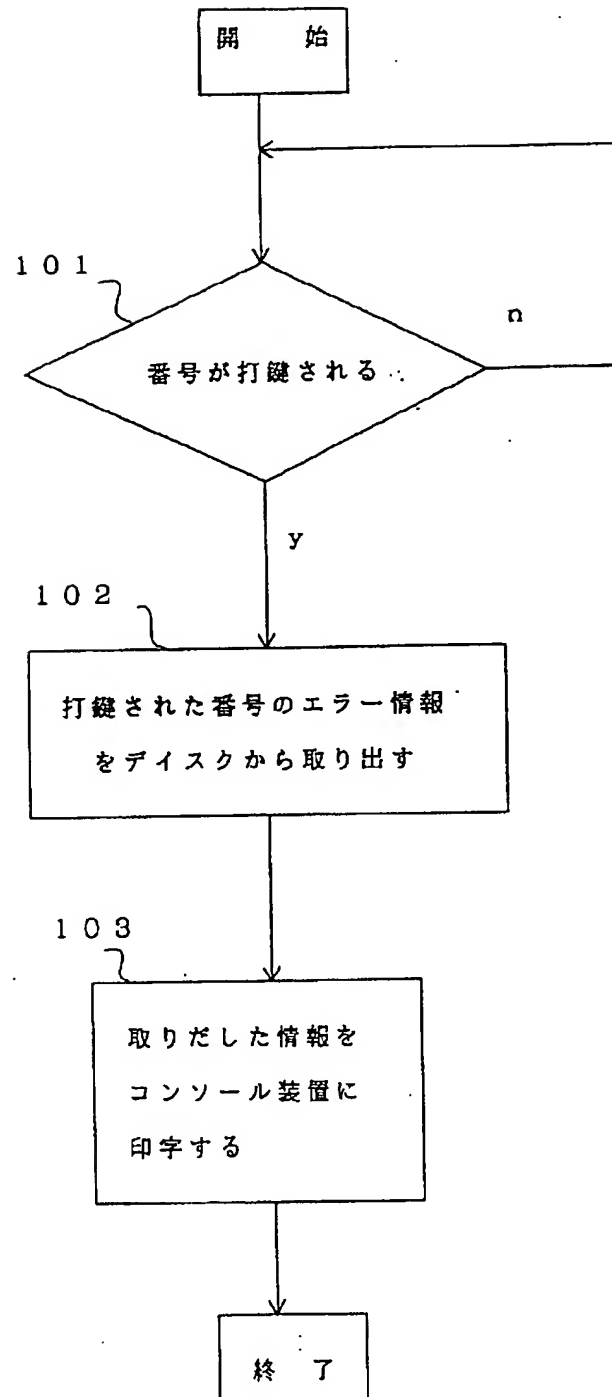 開 始
101
番号が打鍵される
n
y
102
打鍵された番号のエラー情報
をデイスクから取り出す
103
取りだした情報を
コンソール装置に
印字する
終 了